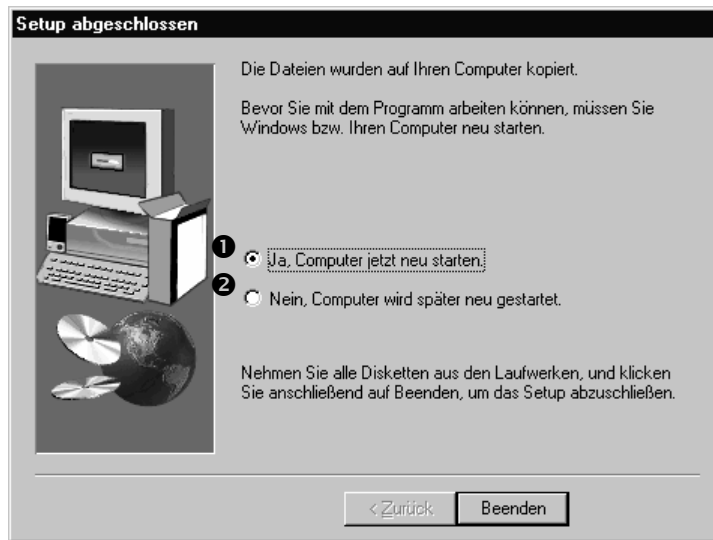 Setup abgeschlossen
Die Dateien wurden auf Ihren Computer kopiert.
Bevor Sie mit dem Programm arbeiten können, müssen Sie
Windows bzw. Ihren Computer neu starten.
❶ Ja, Computer jetzt neu starten.
❷ Nein, Computer wird später neu gestartet.
Nehmen Sie alle Disketten aus den Laufwerken, und klicken
Sie anschließend auf Beenden, um das Setup abzuschließen.
< Zurück Beenden